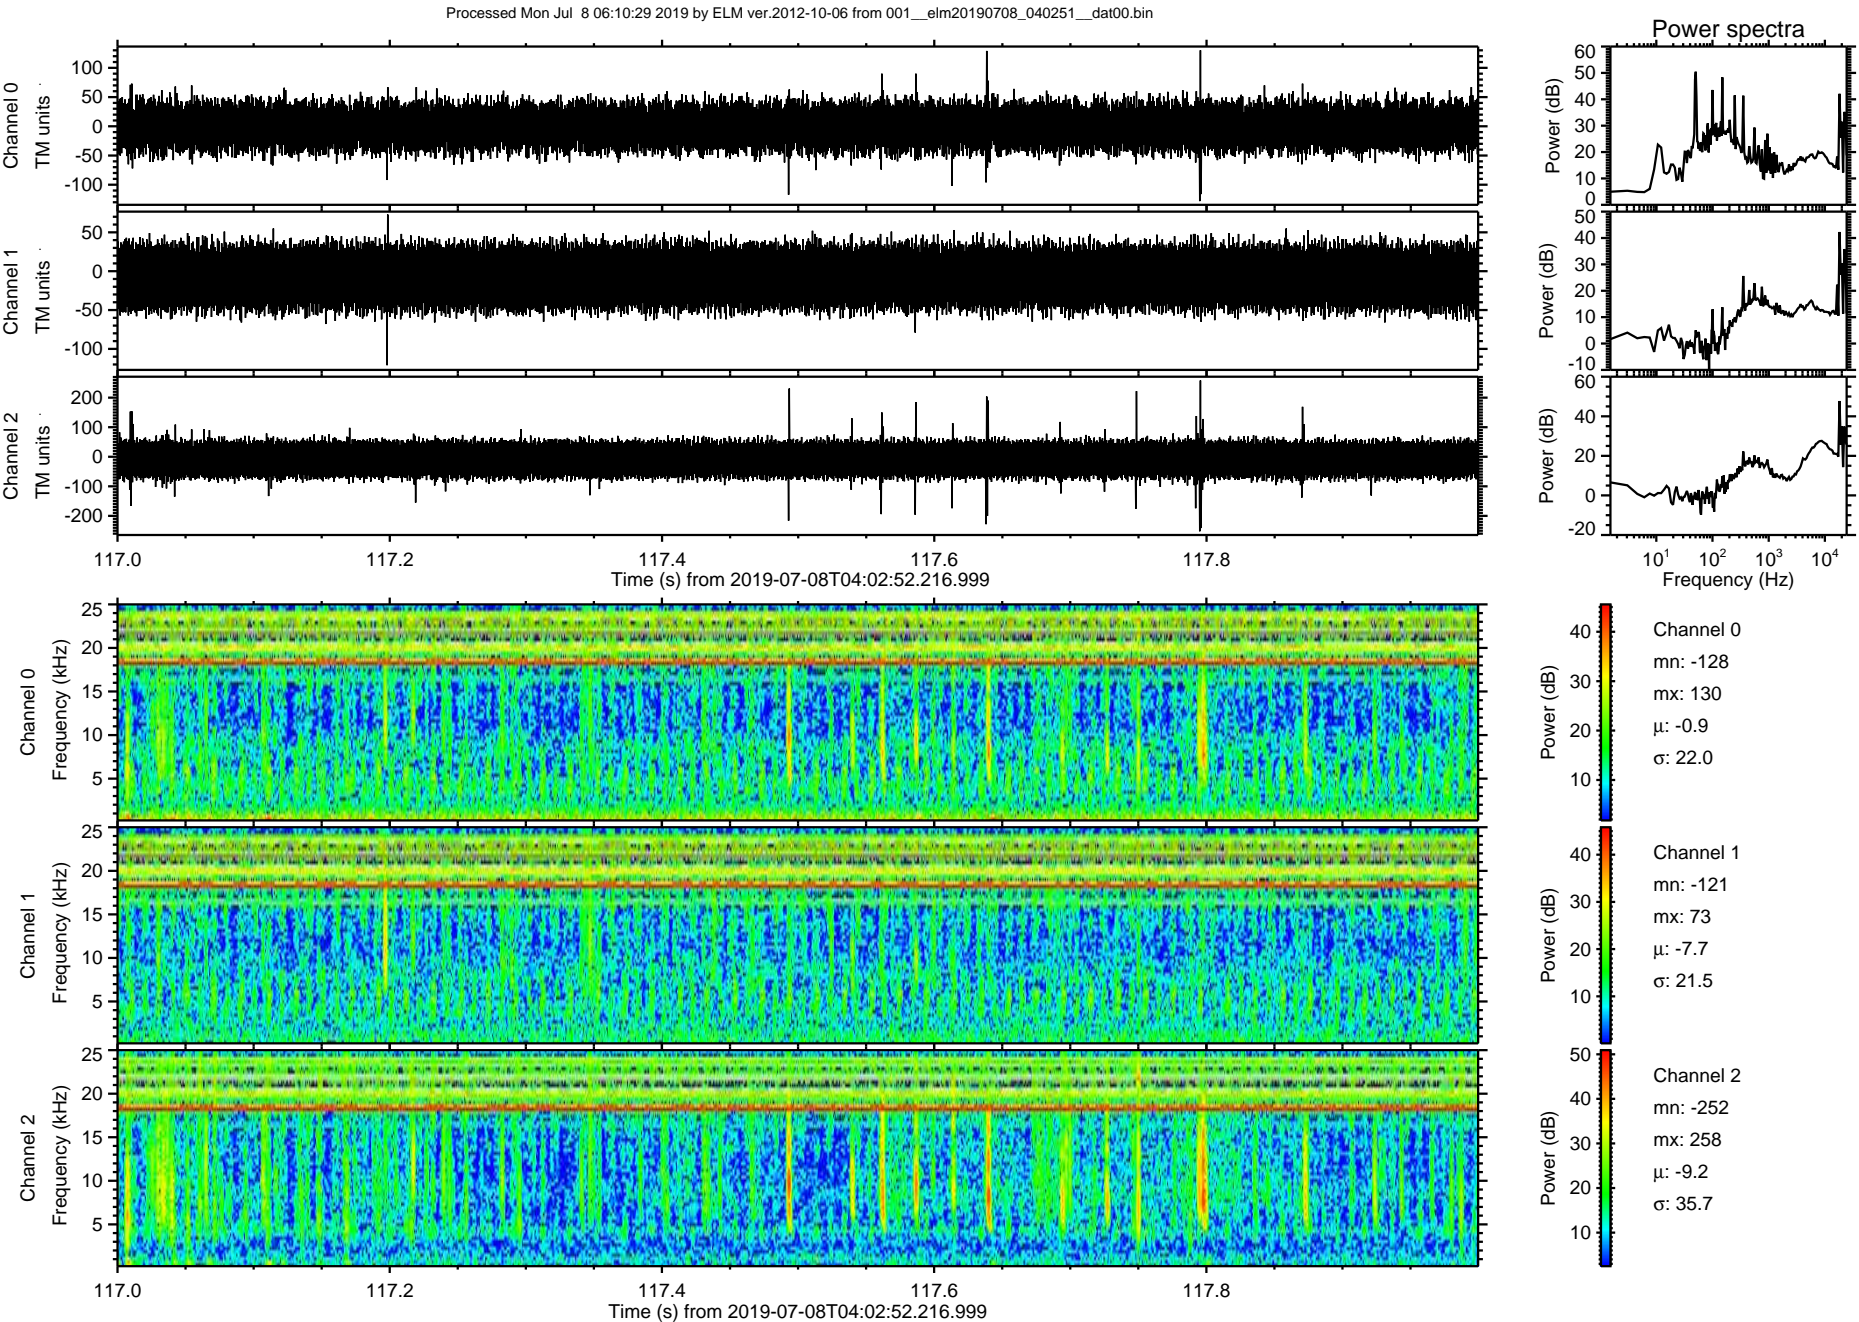 Processed Mon Jul  8 06:10:29 2019 by ELM ver.2012-10-06 from 001__elm20190708_040251__dat00.bin
Power spectra
Channel 0
TM units
100
50
0
-50
-100
Power (dB)
60
50
40
30
20
10
0
Channel 1
TM units
50
0
-50
-100
Power (dB)
50
40
30
20
10
0
-10
Channel 2
TM units
200
100
0
-100
-200
Power (dB)
60
40
20
0
-20
117.0 117.2 117.4 117.6 117.8
Time (s) from 2019-07-08T04:02:52.216.999
10¹ 10² 10³ 10⁴
Frequency (Hz)
Channel 0
Frequency (kHz)
25
20
15
10
5
Power (dB)
40
30
20
10
Channel 0
mn: -128
mx: 130
μ: -0.9
σ: 22.0
Channel 1
Frequency (kHz)
25
20
15
10
5
Power (dB)
40
30
20
10
Channel 1
mn: -121
mx: 73
μ: -7.7
σ: 21.5
Channel 2
Frequency (kHz)
25
20
15
10
5
Power (dB)
50
40
30
20
10
Channel 2
mn: -252
mx: 258
μ: -9.2
σ: 35.7
117.0 117.2 117.4 117.6 117.8
Time (s) from 2019-07-08T04:02:52.216.999